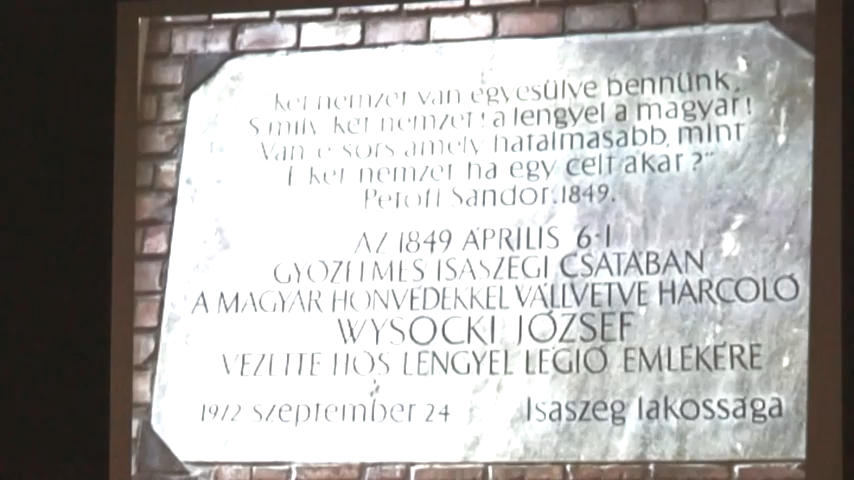 két nemzet van egyesülve bennünk,
S mily két nemzet! a lengyel a magyar!
Van e sors amely hatalmasabb, mint
E két nemzet ha egy célt akar?"
Petőfi Sándor. 1849.
AZ 1849 ÁPRILIS 6-I
GYŐZELMES ISASZEGI CSATÁBAN
A MAGYAR HONVÉDEKKEL VÁLLVETVE HARCOLÓ
WYSOCKI JÓZSEF
VEZETTE HŐS LENGYEL LÉGIÓ EMLÉKÉRE
1972 szeptember 24 Isaszeg lakossága